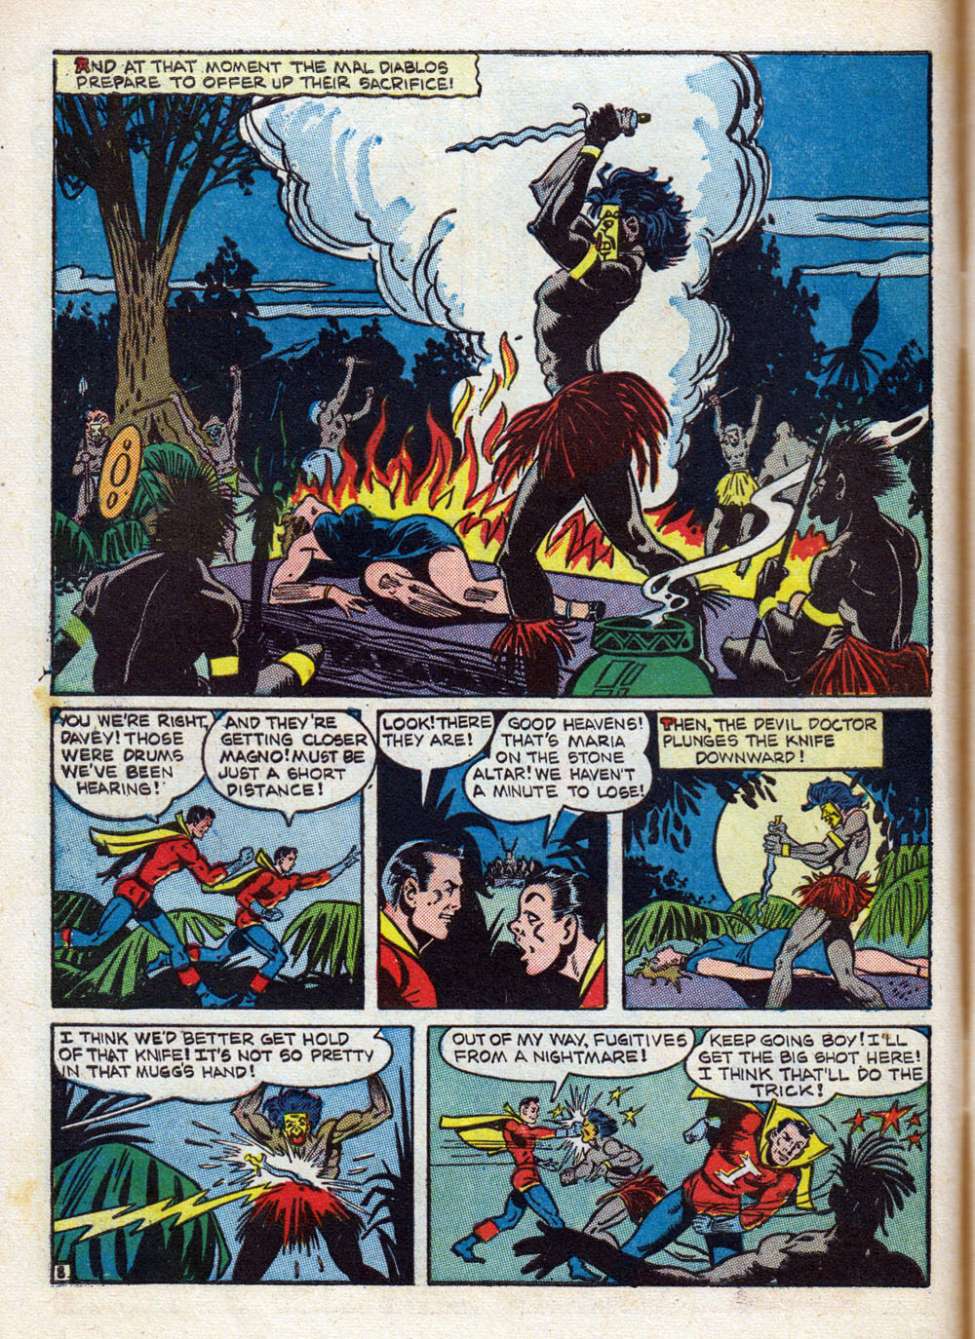 AND AT THAT MOMENT THE MAL DIABLOS
PREPARE TO OFFER UP THEIR SACRIFICE!
YOU WE'RE RIGHT,
DAVEY! THOSE
WERE DRUMS
WE'VE BEEN
HEARING!
AND THEY'RE
GETTING CLOSER
MAGNO! MUST BE
JUST A SHORT
DISTANCE!
LOOK! THERE
THEY ARE!
GOOD HEAVENS!
THAT'S MARIA
ON THE STONE
ALTAR! WE HAVEN'T
A MINUTE TO LOSE!
THEN, THE DEVIL DOCTOR
PLUNGES THE KNIFE
DOWNWARD!
I THINK WE'D BETTER GET HOLD
OF THAT KNIFE! IT'S NOT SO PRETTY
IN THAT MUGG'S HAND!
OUT OF MY WAY, FUGITIVES
FROM A NIGHTMARE!
KEEP GOING BOY! I'LL
GET THE BIG SHOT HERE!
I THINK THAT'LL DO THE
TRICK!
8